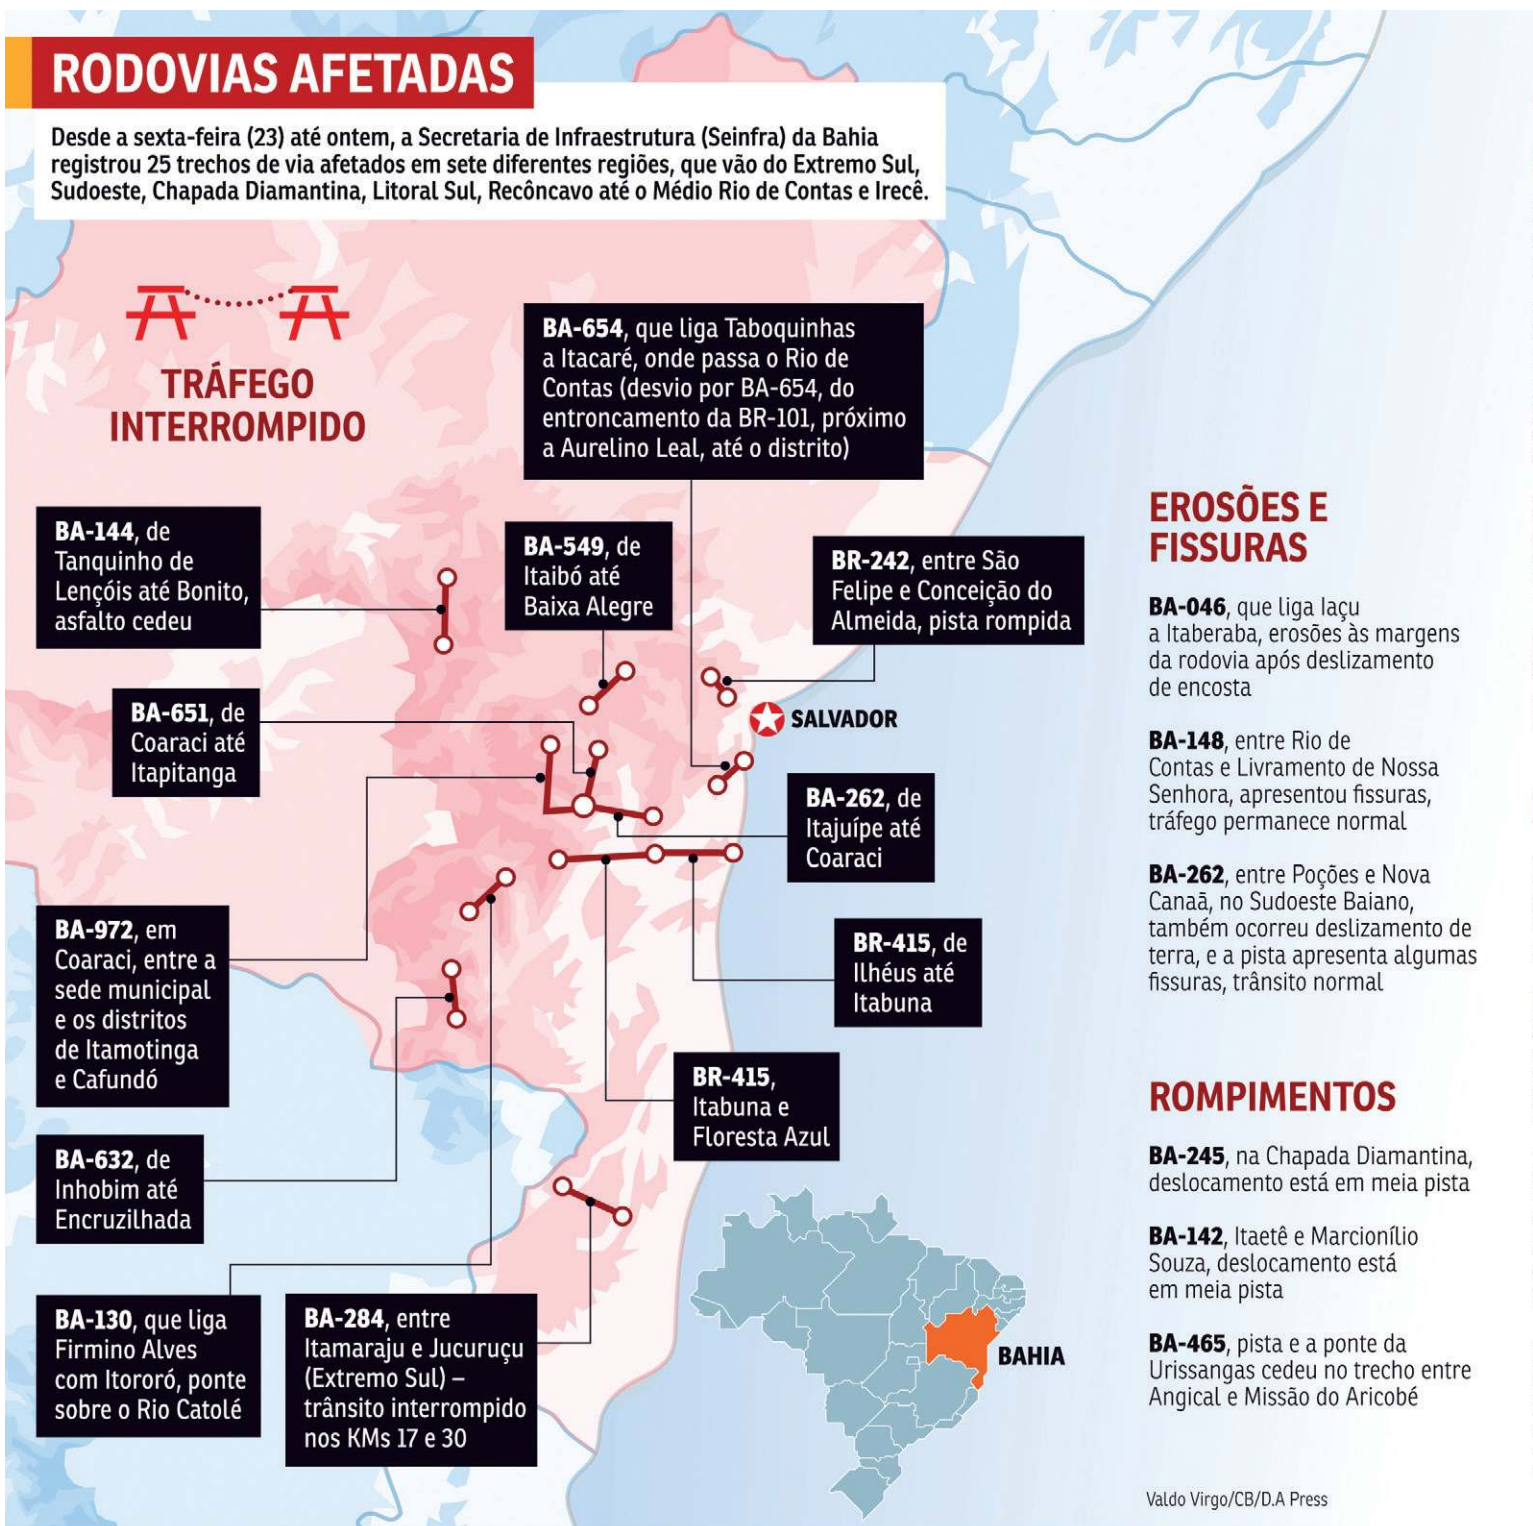 RODOVIAS AFETADAS
Desde a sexta-feira (23) até ontem, a Secretaria de Infraestrutura (Seinfra) da Bahia
registrou 25 trechos de via afetados em sete diferentes regiões, que vão do Extremo Sul,
Sudoeste, Chapada Diamantina, Litoral Sul, Recôncavo até o Médio Rio de Contas e Irecê.
TRÁFEGO
INTERROMPIDO
BA-654, que liga Taboquinhas
a Itacaré, onde passa o Rio de
Contas (desvio por BA-654, do
entroncamento da BR-101, próximo
a Aurelino Leal, até o distrito)
BA-144, de
Tanquinho de
Lençóis até Bonito,
asfalto cedeu
BA-549, de
Itaibó até
Baixa Alegre
BR-242, entre São
Felipe e Conceição do
Almeida, pista rompida
BA-651, de
Coaraci até
Itapitanga
SALVADOR
BA-262, de
Itajuípe até
Coaraci
BA-972, em
Coaraci, entre a
sede municipal
e os distritos
de Itamotinga
e Cafundó
BR-415, de
Ilhéus até
Itabuna
BR-415,
Itabuna e
Floresta Azul
BA-632, de
Inhobim até
Encruzilhada
BA-130, que liga
Firmino Alves
com Itororó, ponte
sobre o Rio Catolé
BA-284, entre
Itamaraju e Jucuruçu
(Extremo Sul) –
trânsito interrompido
nos KMs 17 e 30
BAHIA
EROSÕES E
FISSURAS
BA-046, que liga Iaçu
a Itaberaba, erosões às margens
da rodovia após deslizamento
de encosta
BA-148, entre Rio de
Contas e Livramento de Nossa
Senhora, apresentou fissuras,
tráfego permanece normal
BA-262, entre Poções e Nova
Canaã, no Sudoeste Baiano,
também ocorreu deslizamento de
terra, e a pista apresenta algumas
fissuras, trânsito normal
ROMPIMENTOS
BA-245, na Chapada Diamantina,
deslocamento está em meia pista
BA-142, Itaetê e Marcionílio
Souza, deslocamento está
em meia pista
BA-465, pista e a ponte da
Urissangas cedeu no trecho entre
Angical e Missão do Aricobé
Valdo Virgo/CB/D.A Press